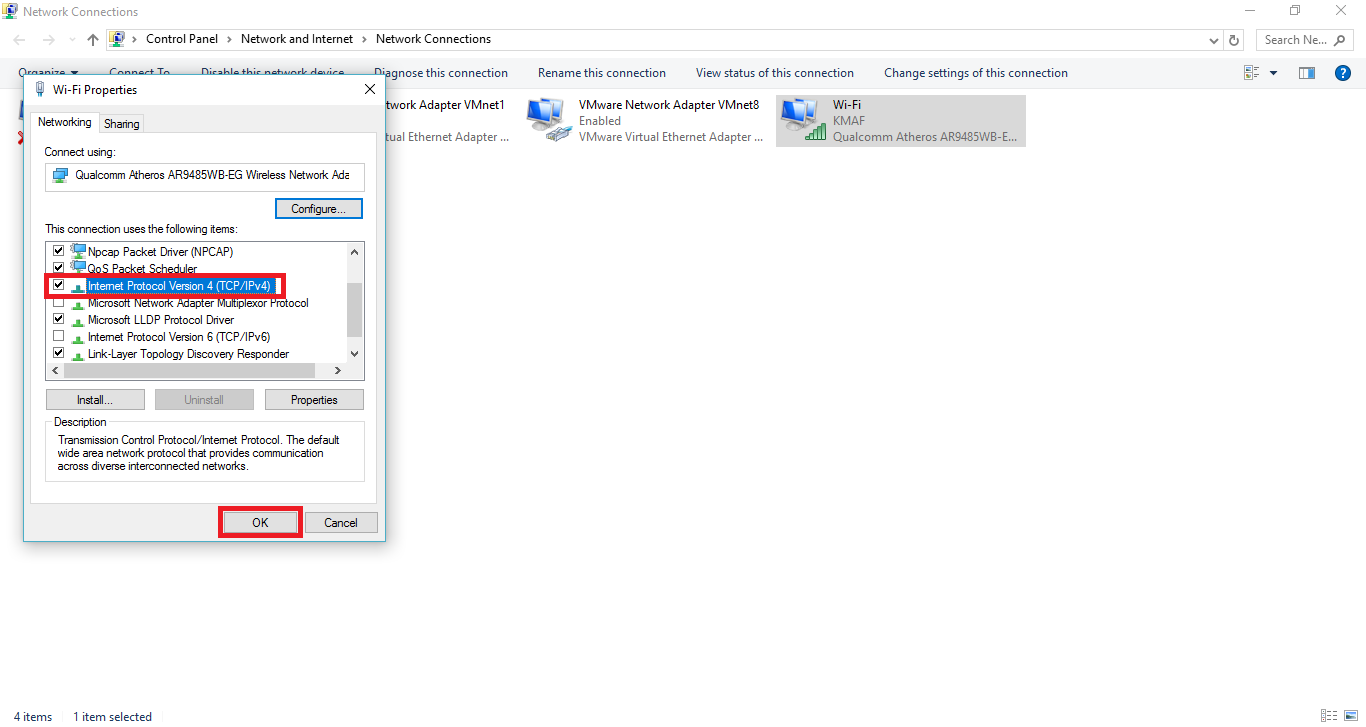 Network Connections
Control Panel > Network and Internet > Network Connections
Search Ne...
Organize Connect To Disable this network device Diagnose this connection Rename this connection View status of this connection Change settings of this connection
Wi-Fi Properties
Networking Sharing
Connect using:
Qualcomm Atheros AR9485WB-EG Wireless Network Ada
Configure...
This connection uses the following items:
Npcap Packet Driver (NPCAP)
QoS Packet Scheduler
Internet Protocol Version 4 (TCP/IPv4)
Microsoft Network Adapter Multiplexor Protocol
Microsoft LLDP Protocol Driver
Internet Protocol Version 6 (TCP/IPv6)
Link-Layer Topology Discovery Responder
Install... Uninstall Properties
Description
Transmission Control Protocol/Internet Protocol. The default
wide area network protocol that provides communication
across diverse interconnected networks.
OK Cancel
twork Adapter VMnet1
tual Ethernet Adapter ...
VMware Network Adapter VMnet8
Enabled
VMware Virtual Ethernet Adapter ...
Wi-Fi
KMAF
Qualcomm Atheros AR9485WB-E...
4 items 1 item selected